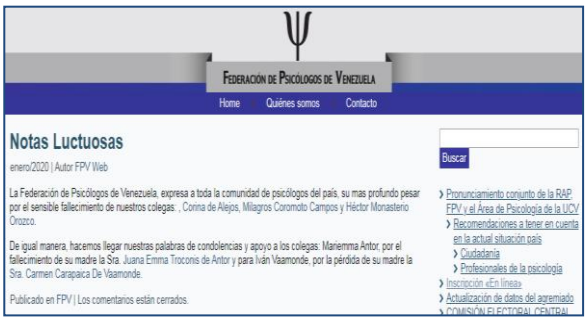 FEDERACIÓN DE PSICÓLOGOS DE VENEZUELA
Home Quiénes somos Contacto
Notas Luctuosas
enero/2020 | Autor FPV Web
La Federación de Psicólogos de Venezuela, expresa a toda la comunidad de psicólogos del país, su mas profundo pesar
por el sensible fallecimiento de nuestros colegas: , Corina de Alejos, Milagros Coromoto Campos y Héctor Monasterio
Orozco.
De igual manera, hacemos llegar nuestras palabras de condolencias y apoyo a los colegas: Mariemma Antor, por el
fallecimiento de su madre la Sra. Juana Emma Troconis de Antor y para Iván Vaamonde, por la pérdida de su madre la
Sra. Carmen Carapaica De Vaamonde.
Publicado en FPV | Los comentarios están cerrados.
Buscar
Pronunciamiento conjunto de la RAP,
FPV y el Área de Psicología de la UCV
Recomendaciones a tener en cuenta
en la actual situación país
Ciudadanía
Profesionales de la psicología
Inscripción «En línea»
Actualización de datos del agremiado
COMISIÓN ELECTORAL CENTRAL